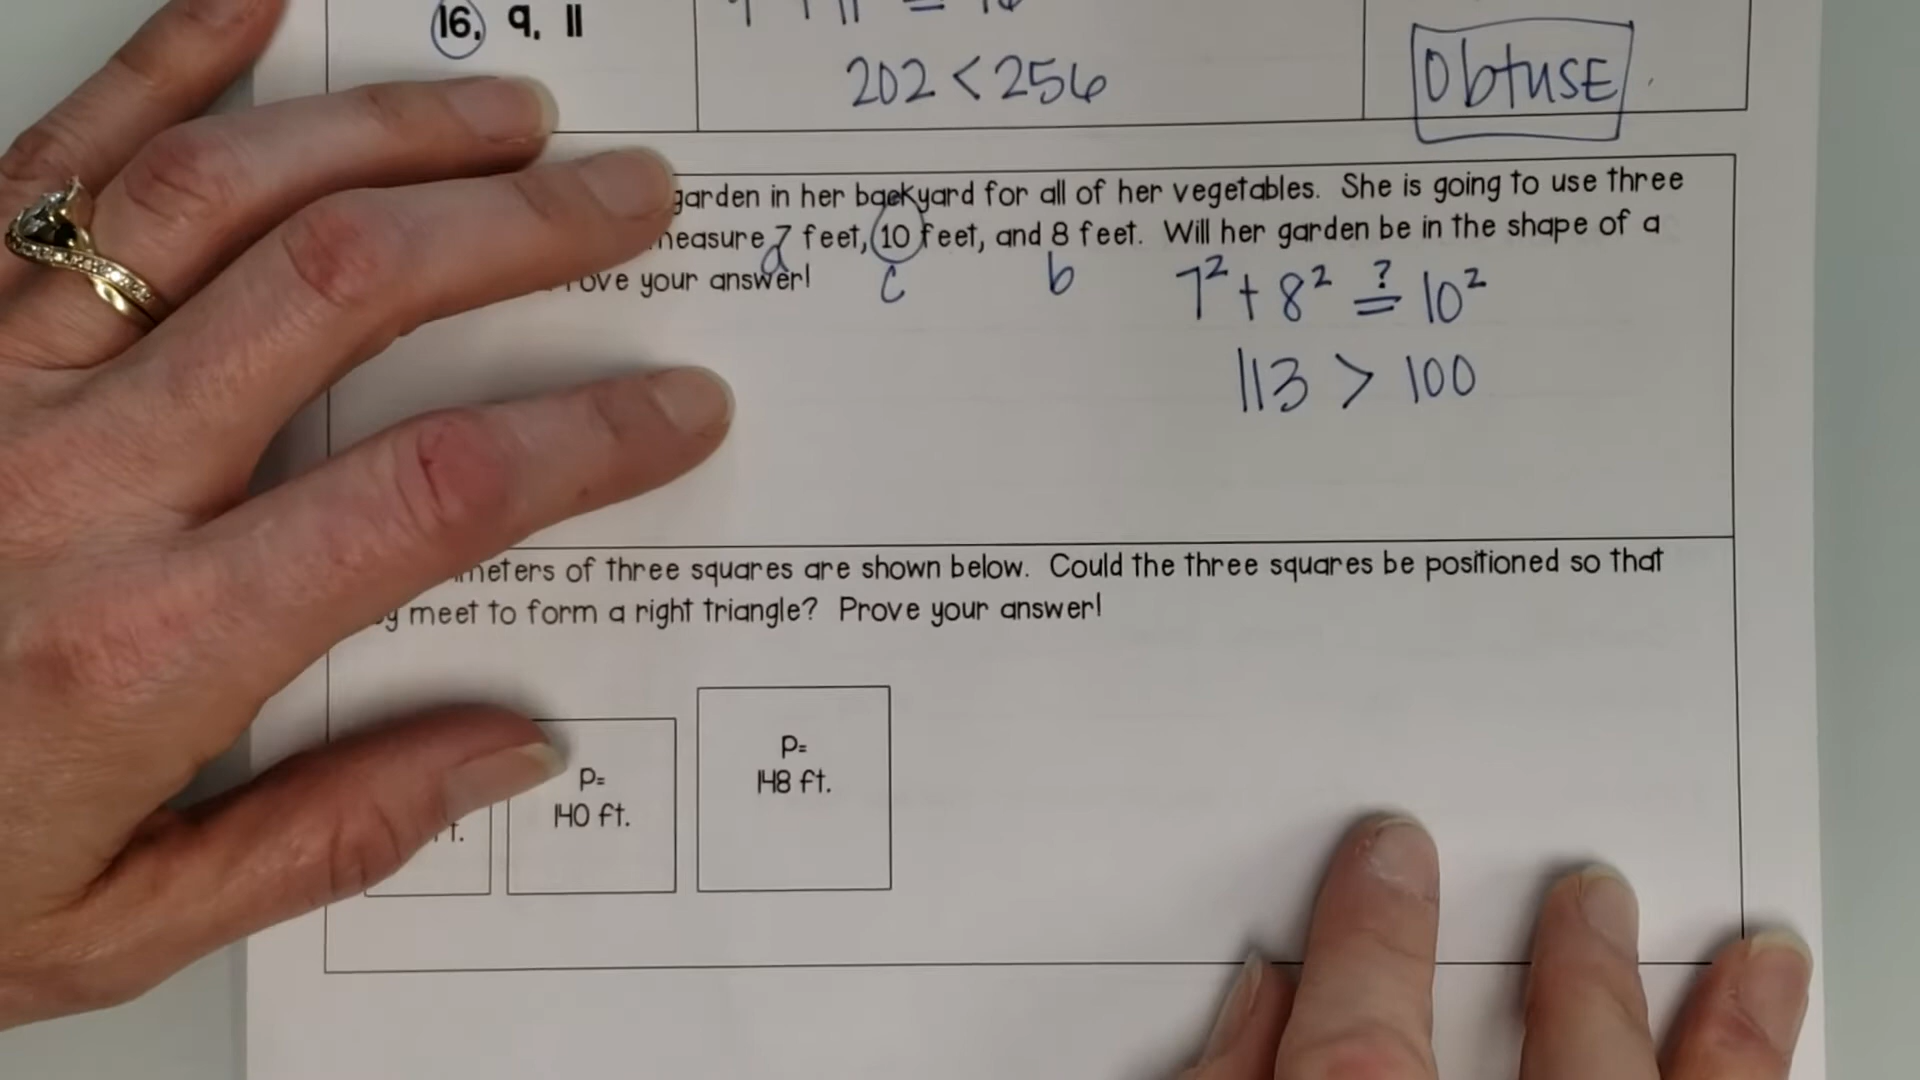 16, 9, 11
202 < 256
Obtuse
garden in her backyard for all of her vegetables. She is going to use three
measure 7 feet, 10 feet, and 8 feet. Will her garden be in the shape of a
your answer!
a c b
7² + 8² ≟ 10²
113 > 100
of three squares are shown below. Could the three squares be positioned so that
meet to form a right triangle? Prove your answer!
P=
140 ft.
P=
148 ft.